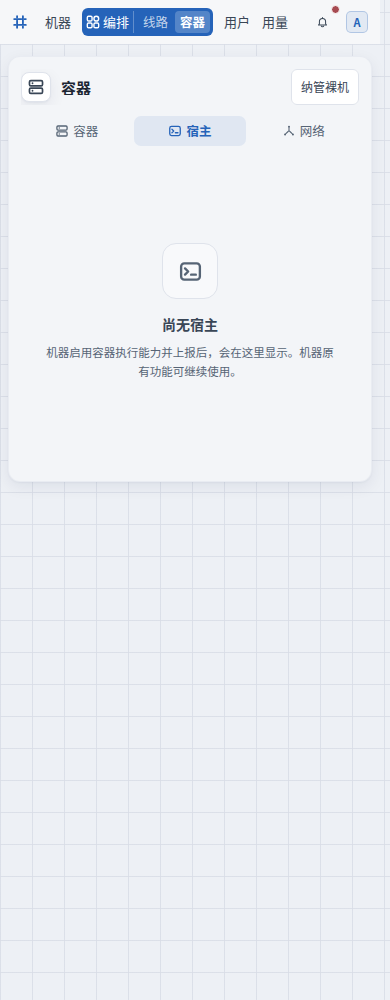 机器 编排 线路 容器 用户 用量 A
容器 纳管裸机
容器 宿主 网络
尚无宿主
机器启用容器执行能力并上报后，会在这里显示。机器原
有功能可继续使用。